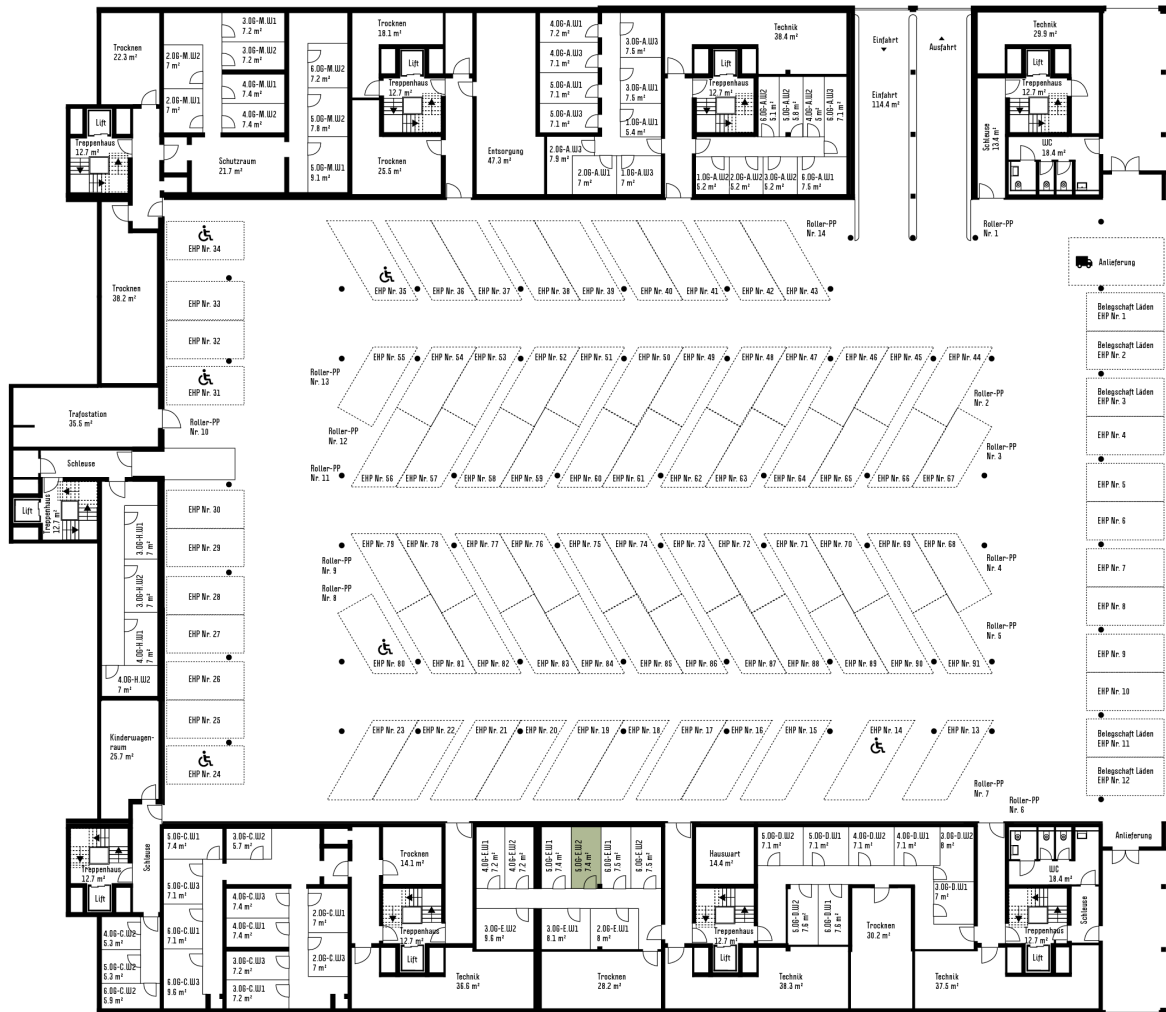 Trocknen
22.3 m²
2.OG-M.W2
7 m²
2.OG-M.W1
7 m²
3.OG-M.W1
7.2 m²
3.OG-M.W2
7.2 m²
4.OG-M.W1
7.4 m²
4.OG-M.W2
7.4 m²
6.OG-M.W2
7.2 m²
5.OG-M.W2
7.8 m²
5.OG-M.W1
9.1 m²
Schutzraum
21.7 m²
Lift
Treppenhaus
12.7 m²
Trocknen
18.1 m²
Lift
Treppenhaus
12.7 m²
Trocknen
25.5 m²
Entsorgung
47.3 m²
4.OG-A.W1
7.2 m²
4.OG-A.W3
7.1 m²
5.OG-A.W1
7.1 m²
5.OG-A.W3
7.1 m²
2.OG-A.W3
7.9 m²
2.OG-A.W1
7 m²
1.OG-A.W3
7 m²
3.OG-A.W3
7.5 m²
3.OG-A.W1
7.5 m²
1.OG-A.W1
5.4 m²
Technik
38.4 m²
Lift
Treppenhaus
12.7 m²
6.OG-A.W2
5.1 m²
5.OG-A.W2
5.8 m²
4.OG-A.W2
5 m²
6.OG-A.W3
7.1 m²
1.OG-A.W2
5.2 m²
2.OG-A.W2
5.2 m²
3.OG-A.W2
5.2 m²
6.OG-A.W1
7.5 m²
Einfahrt
Ausfahrt
Einfahrt
114.4 m²
Technik
29.9 m²
Lift
Treppenhaus
12.7 m²
Schleuse
13.4 m²
WC
18.4 m²
Roller-PP
Nr. 14
Roller-PP
Nr. 1
Anlieferung
EHP Nr. 34
EHP Nr. 33
EHP Nr. 32
EHP Nr. 31
EHP Nr. 35
EHP Nr. 36
EHP Nr. 37
EHP Nr. 38
EHP Nr. 39
EHP Nr. 40
EHP Nr. 41
EHP Nr. 42
EHP Nr. 43
Belegschaft Läden
EHP Nr. 1
Belegschaft Läden
EHP Nr. 2
Belegschaft Läden
EHP Nr. 3
EHP Nr. 4
EHP Nr. 5
EHP Nr. 6
EHP Nr. 7
EHP Nr. 8
EHP Nr. 9
EHP Nr. 10
Belegschaft Läden
EHP Nr. 11
Belegschaft Läden
EHP Nr. 12
Trocknen
38.2 m²
Trafostation
35.5 m²
Roller-PP
Nr. 10
Schleuse
Lift
Treppenhaus
12.7 m²
EHP Nr. 55
EHP Nr. 54
EHP Nr. 53
EHP Nr. 52
EHP Nr. 51
EHP Nr. 50
EHP Nr. 49
EHP Nr. 48
EHP Nr. 47
EHP Nr. 46
EHP Nr. 45
EHP Nr. 44
Roller-PP
Nr. 13
Roller-PP
Nr. 2
Roller-PP
Nr. 12
Roller-PP
Nr. 3
Roller-PP
Nr. 11
EHP Nr. 56
EHP Nr. 57
EHP Nr. 58
EHP Nr. 59
EHP Nr. 60
EHP Nr. 61
EHP Nr. 62
EHP Nr. 63
EHP Nr. 64
EHP Nr. 65
EHP Nr. 66
EHP Nr. 67
3.OG-H.W1
7 m²
3.OG-H.W2
7 m²
4.OG-H.W1
7 m²
4.OG-H.W2
7 m²
EHP Nr. 30
EHP Nr. 29
EHP Nr. 28
EHP Nr. 27
EHP Nr. 26
EHP Nr. 25
EHP Nr. 24
EHP Nr. 79
EHP Nr. 78
EHP Nr. 77
EHP Nr. 76
EHP Nr. 75
EHP Nr. 74
EHP Nr. 73
EHP Nr. 72
EHP Nr. 71
EHP Nr. 70
EHP Nr. 69
EHP Nr. 68
Roller-PP
Nr. 9
Roller-PP
Nr. 4
Roller-PP
Nr. 8
Roller-PP
Nr. 5
EHP Nr. 80
EHP Nr. 81
EHP Nr. 82
EHP Nr. 83
EHP Nr. 84
EHP Nr. 85
EHP Nr. 86
EHP Nr. 87
EHP Nr. 88
EHP Nr. 89
EHP Nr. 90
EHP Nr. 91
Kinderwagen-
raum
25.7 m²
EHP Nr. 23
EHP Nr. 22
EHP Nr. 21
EHP Nr. 20
EHP Nr. 19
EHP Nr. 18
EHP Nr. 17
EHP Nr. 16
EHP Nr. 15
EHP Nr. 14
EHP Nr. 13
Roller-PP
Nr. 7
Roller-PP
Nr. 6
Anlieferung
Treppenhaus
12.7 m²
Lift
Schleuse
5.OG-C.W1
7.4 m²
3.OG-C.W2
5.7 m²
5.OG-C.W3
7.1 m²
6.OG-C.W1
7.1 m²
6.OG-C.W3
9.6 m²
4.OG-C.W2
5.3 m²
5.OG-C.W2
5.3 m²
6.OG-C.W2
5.9 m²
4.OG-C.W3
7.4 m²
4.OG-C.W1
7.4 m²
3.OG-C.W3
7.2 m²
3.OG-C.W1
7.2 m²
2.OG-C.W1
7 m²
2.OG-C.W3
7 m²
Trocknen
14.1 m²
Treppenhaus
12.7 m²
Lift
Technik
36.6 m²
4.OG-E.W1
7.2 m²
4.OG-E.W2
7.2 m²
5.OG-E.W1
7.4 m²
5.OG-E.W2
7.4 m²
6.OG-E.W1
7.5 m²
6.OG-E.W2
7.5 m²
3.OG-E.W2
9.6 m²
3.OG-E.W1
8.1 m²
2.OG-E.W1
8 m²
Trocknen
28.2 m²
Hauswart
14.4 m²
Treppenhaus
12.7 m²
Lift
Technik
38.3 m²
5.OG-D.W2
7.1 m²
5.OG-D.W1
7.1 m²
4.OG-D.W2
7.1 m²
4.OG-D.W1
7.1 m²
3.OG-D.W2
8 m²
3.OG-D.W1
7 m²
6.OG-D.W2
7.6 m²
6.OG-D.W1
7.6 m²
Trocknen
30.2 m²
Technik
37.5 m²
WC
18.4 m²
Schleuse
Treppenhaus
12.7 m²
Lift